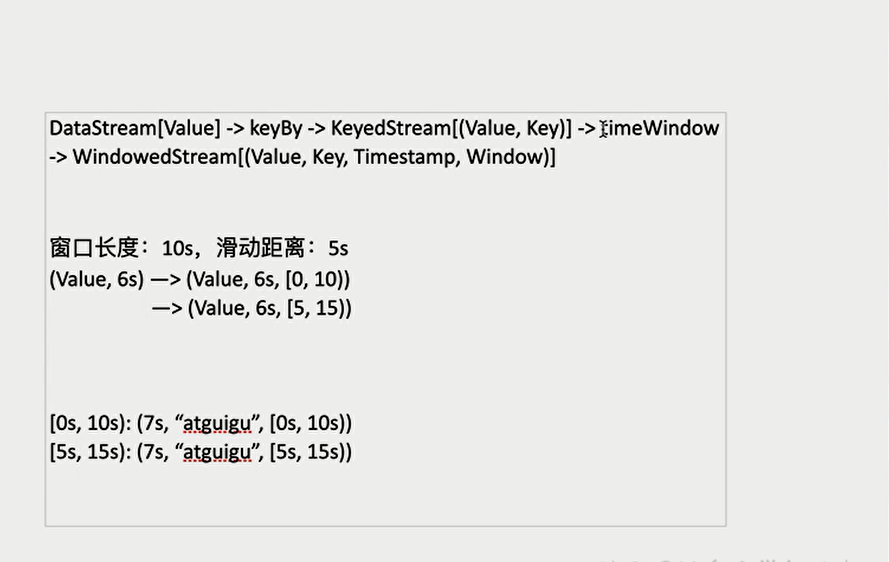 DataStream[Value] -> keyBy -> KeyedStream[(Value, Key)] -> timeWindow
-> WindowedStream[(Value, Key, Timestamp, Window)]
窗口长度：10s，滑动距离：5s
(Value, 6s) —> (Value, 6s, [0, 10))
—> (Value, 6s, [5, 15))
[0s, 10s): (7s, “atguigu”, [0s, 10s))
[5s, 15s): (7s, “atguigu”, [5s, 15s))